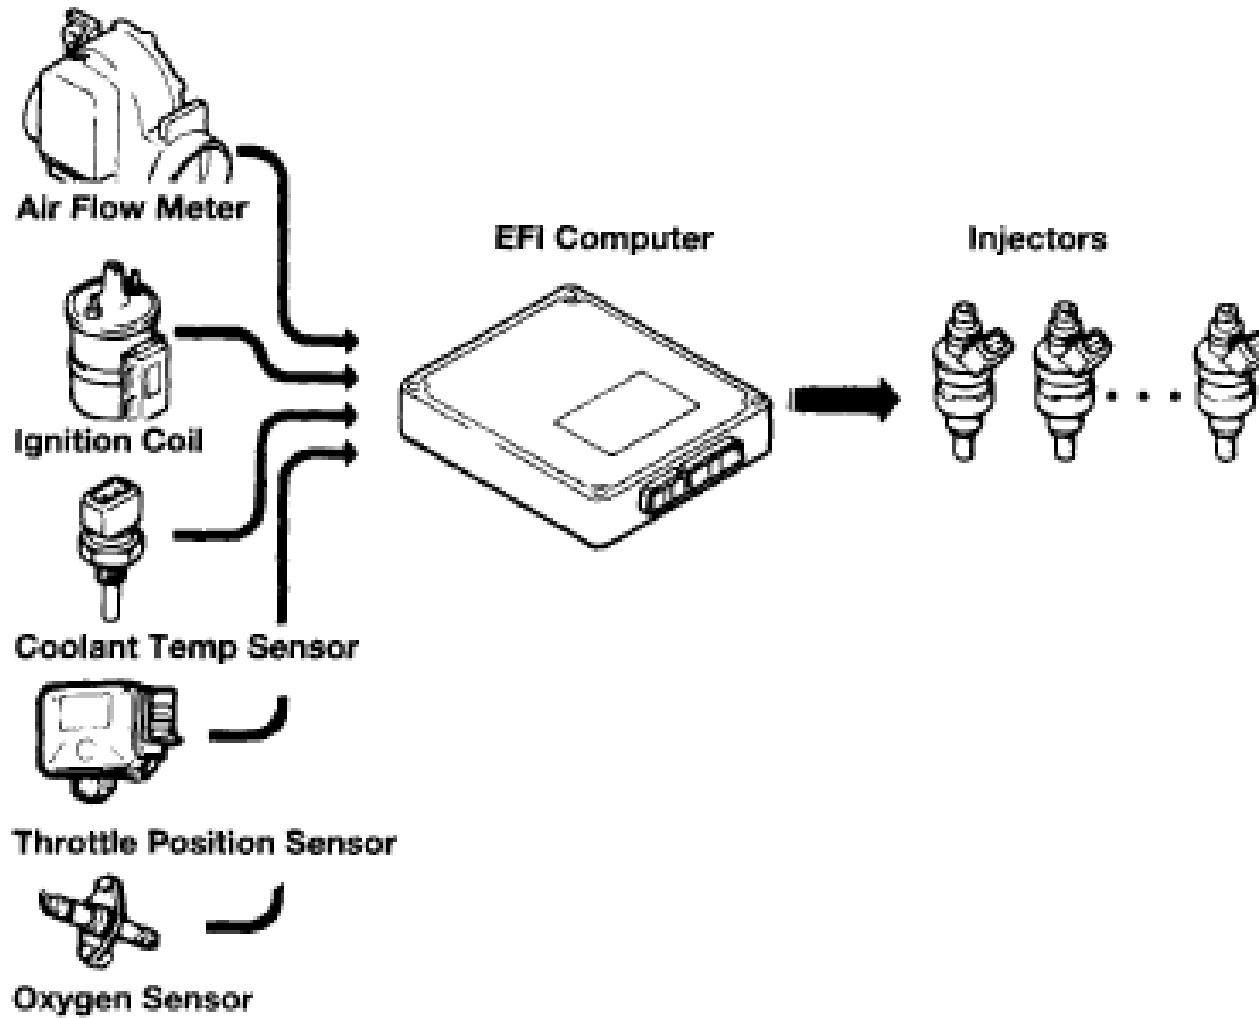 Air Flow Meter
EFI Computer
Injectors
Ignition Coil
Coolant Temp Sensor
Throttle Position Sensor
Oxygen Sensor